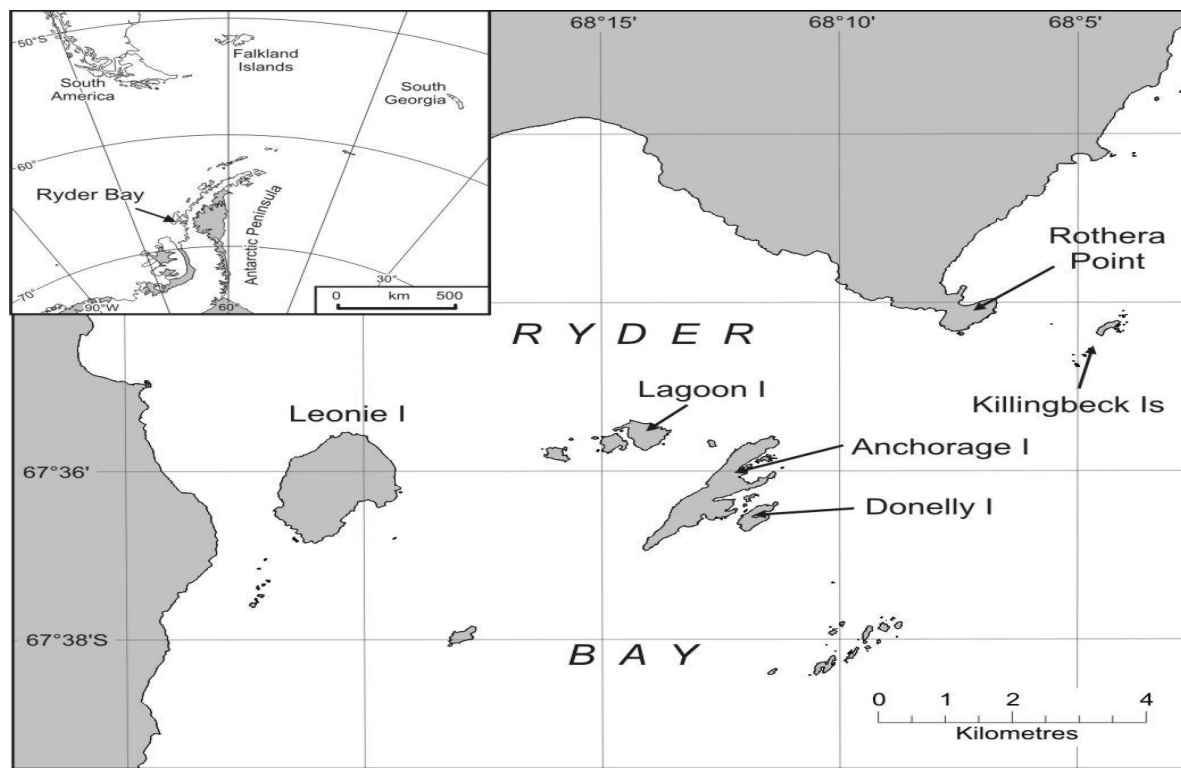 68°15'
68°10'
68°5'
50°S
Falkland
Islands
South
America
South
Georgia
60°
Ryder Bay
Antarctic Peninsula
70°
90°W
60°
30°
0 km 500
Rothera
Point
RYDER
Killingbeck Is
Lagoon I
Leonie I
Anchorage I
67°36'
Donelly I
67°38'S
BAY
0 1 2 4
Kilometres